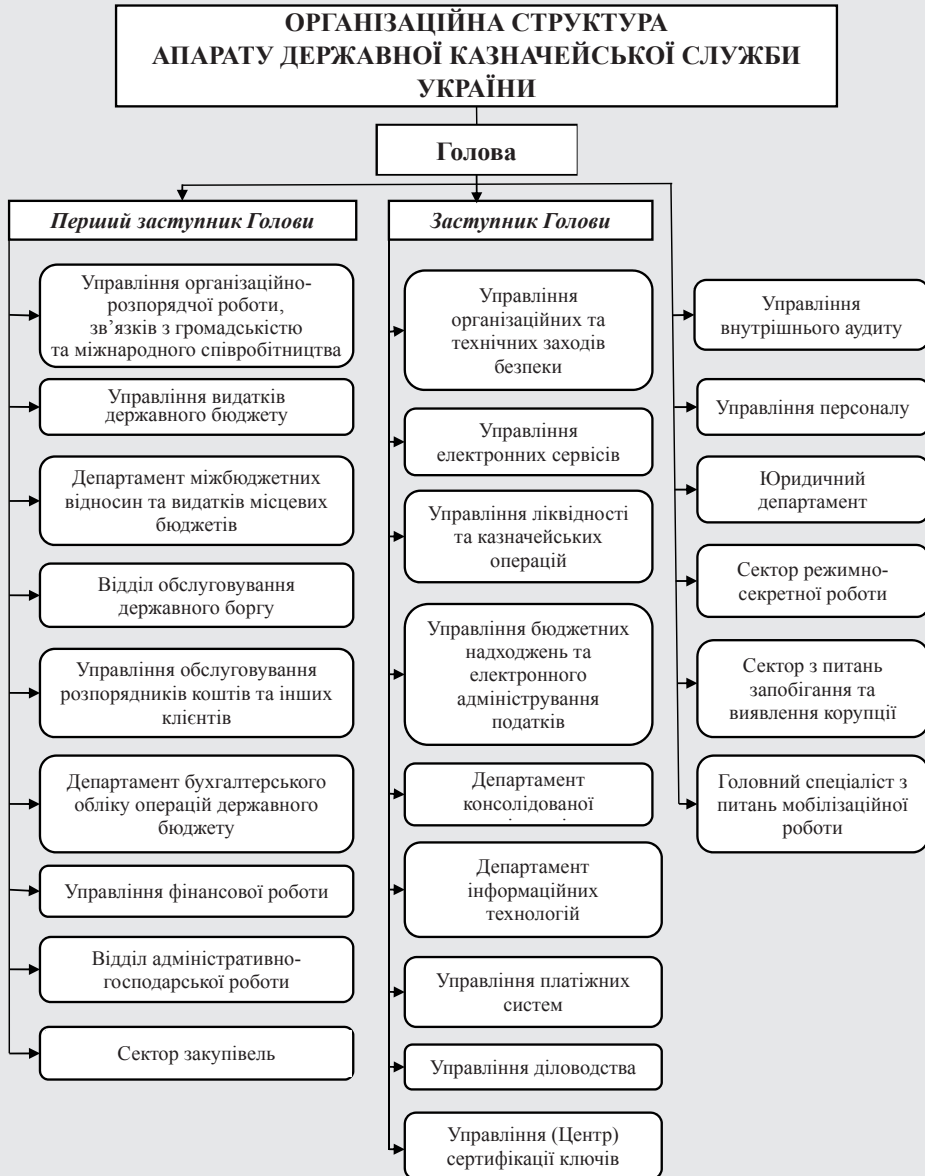 ОРГАНІЗАЦІЙНА СТРУКТУРА
АПАРАТУ ДЕРЖАВНОЇ КАЗНАЧЕЙСЬКОЇ СЛУЖБИ
УКРАЇНИ
Голова
Перший заступник Голови
Управління організаційно-
розпорядчої роботи,
зв’язків з громадськістю
та міжнародного співробітництва
Управління видатків
державного бюджету
Департамент міжбюджетних
відносин та видатків місцевих
бюджетів
Відділ обслуговування
державного боргу
Управління обслуговування
розпорядників коштів та інших
клієнтів
Департамент бухгалтерського
обліку операцій державного
бюджету
Управління фінансової роботи
Відділ адміністративно-
господарської роботи
Сектор закупівель
Заступник Голови
Управління
організаційних та
технічних заходів
безпеки
Управління
електронних сервісів
Управління ліквідності
та казначейських
операцій
Управління бюджетних
надходжень та
електронного
адміністрування
податків
Департамент
консолідованої
Департамент
інформаційних
технологій
Управління платіжних
систем
Управління діловодства
Управління (Центр)
сертифікації ключів
Управління
внутрішнього аудиту
Управління персоналу
Юридичний
департамент
Сектор режимно-
секретної роботи
Сектор з питань
запобігання та
виявлення корупції
Головний спеціаліст з
питань мобілізаційної
роботи